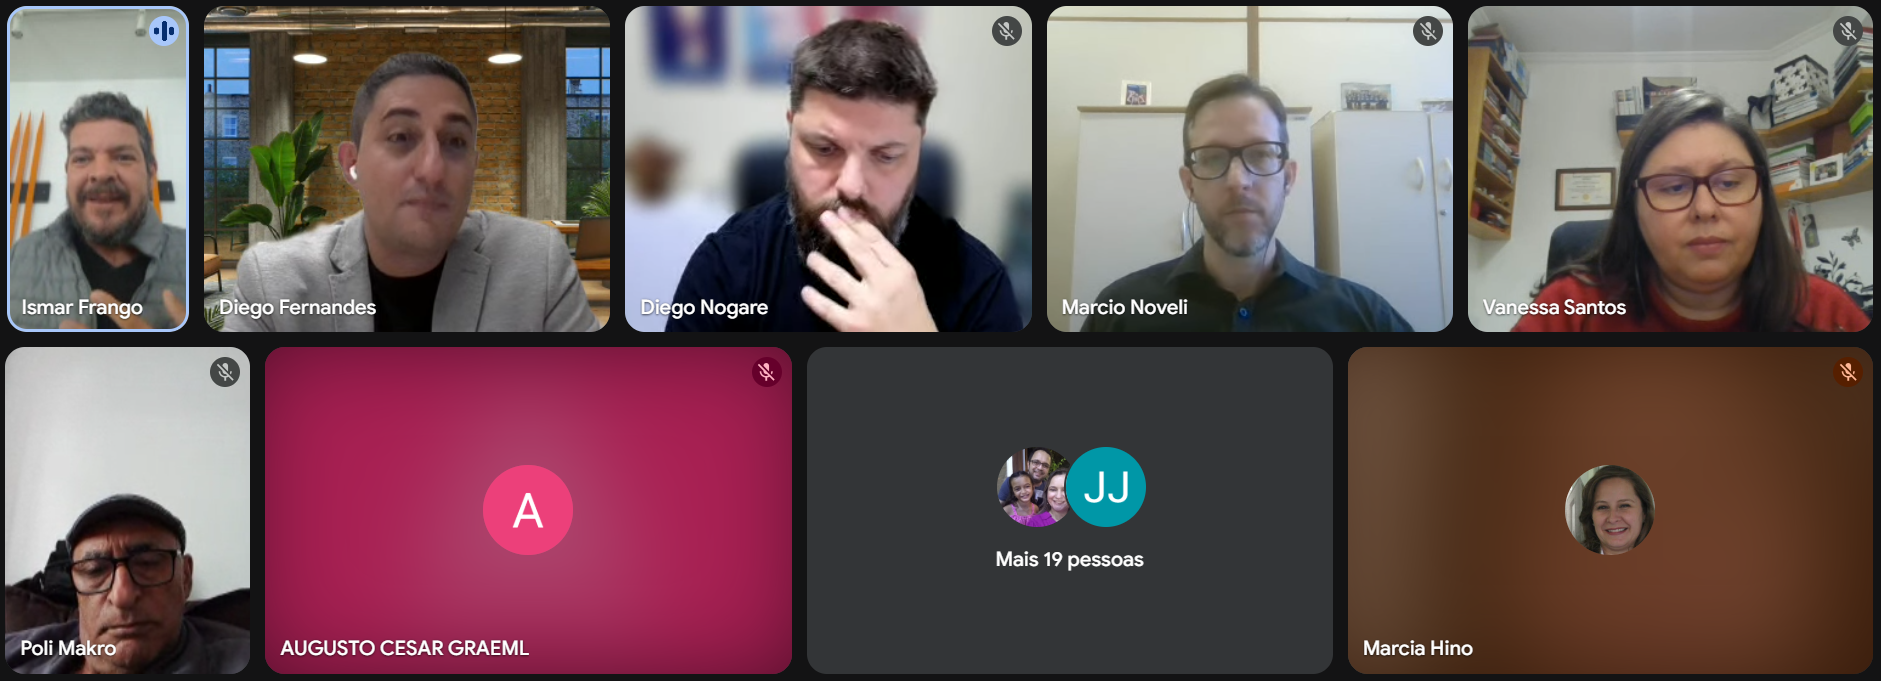 Ismar Frango
Diego Fernandes
Diego Nogare
Marcio Noveli
Vanessa Santos
Poli Makro
A
AUGUSTO CESAR GRAEML
JJ
Mais 19 pessoas
Marcia Hino